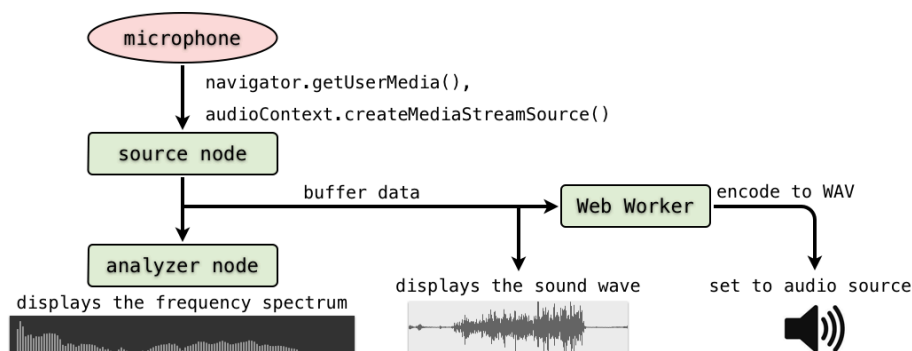 microphone
navigator.getUserMedia(),
audioContext.createMediaStreamSource()
source node
buffer data
Web Worker
encode to WAV
analyzer node
displays the frequency spectrum
displays the sound wave
set to audio source